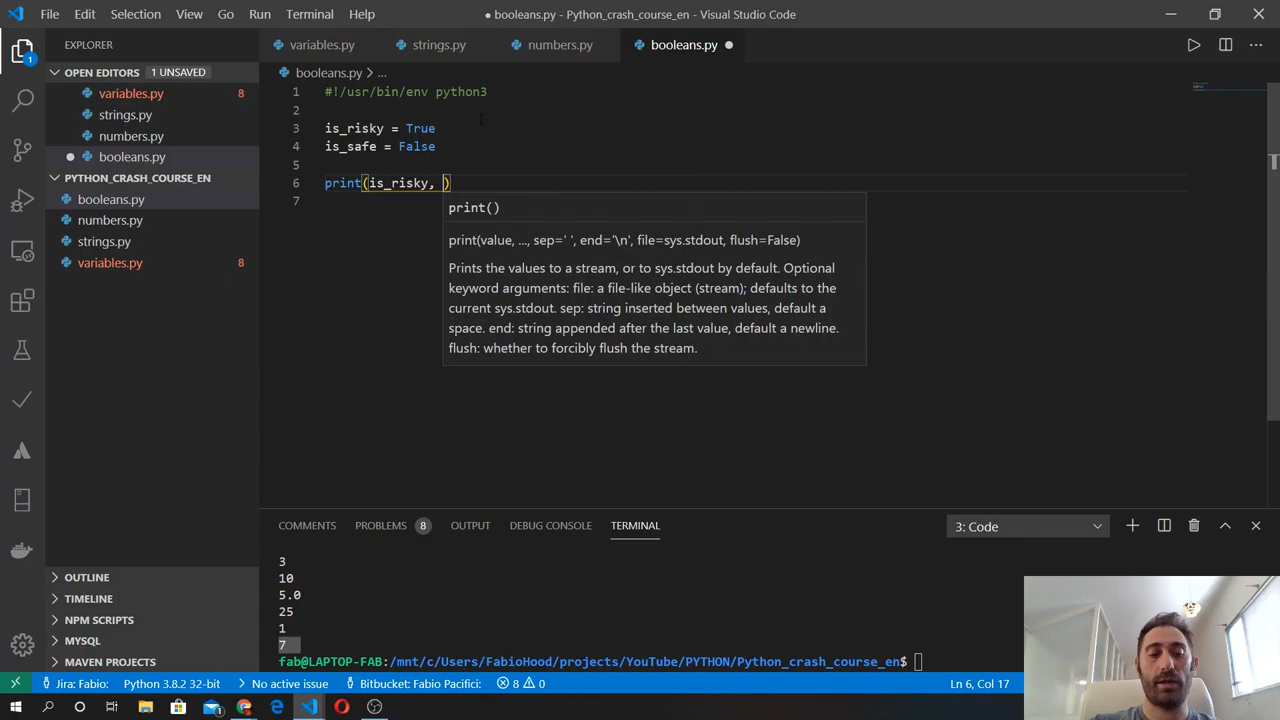 File Edit Selection View Go Run Terminal Help ● booleans.py - Python_crash_course_en - Visual Studio Code
EXPLORER ...
variables.py strings.py numbers.py booleans.py
OPEN EDITORS 1 UNSAVED
variables.py 8
strings.py
numbers.py
booleans.py
PYTHON_CRASH_COURSE_EN
booleans.py
numbers.py
strings.py
variables.py 8
OUTLINE
TIMELINE
NPM SCRIPTS
MYSQL
MAVEN PROJECTS
1
booleans.py > ...
1 #!/usr/bin/env python3
2
3 is_risky = True
4 is_safe = False
5
6 print(is_risky, )
7
print()
print(value, ..., sep=' ', end='\n', file=sys.stdout, flush=False)
Prints the values to a stream, or to sys.stdout by default. Optional
keyword arguments: file: a file-like object (stream); defaults to the
current sys.stdout. sep: string inserted between values, default a
space. end: string appended after the last value, default a newline.
flush: whether to forcibly flush the stream.
COMMENTS PROBLEMS 8 OUTPUT DEBUG CONSOLE TERMINAL 3: Code
3
10
5.0
25
1
7
fab@LAPTOP-FAB:/mnt/c/Users/FabioHood/projects/YouTube/PYTHON/Python_crash_course_en$
Jira: Fabio: Python 3.8.2 32-bit No active issue Bitbucket: Fabio Pacifici: 8 0 Ln 6, Col 17